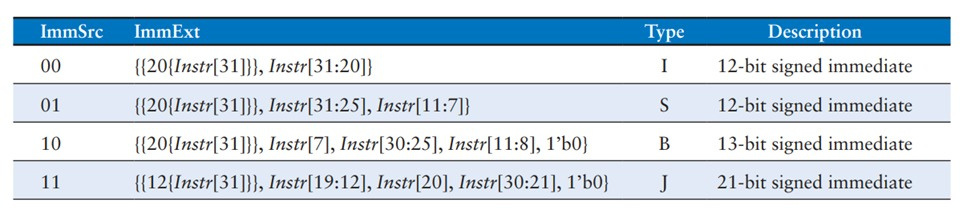 ImmSrc ImmExt Type Description
00 {{20{Instr[31]}}, Instr[31:20]} I 12-bit signed immediate
01 {{20{Instr[31]}}, Instr[31:25], Instr[11:7]} S 12-bit signed immediate
10 {{20{Instr[31]}}, Instr[7], Instr[30:25], Instr[11:8], 1’b0} B 13-bit signed immediate
11 {{12{Instr[31]}}, Instr[19:12], Instr[20], Instr[30:21], 1’b0} J 21-bit signed immediate